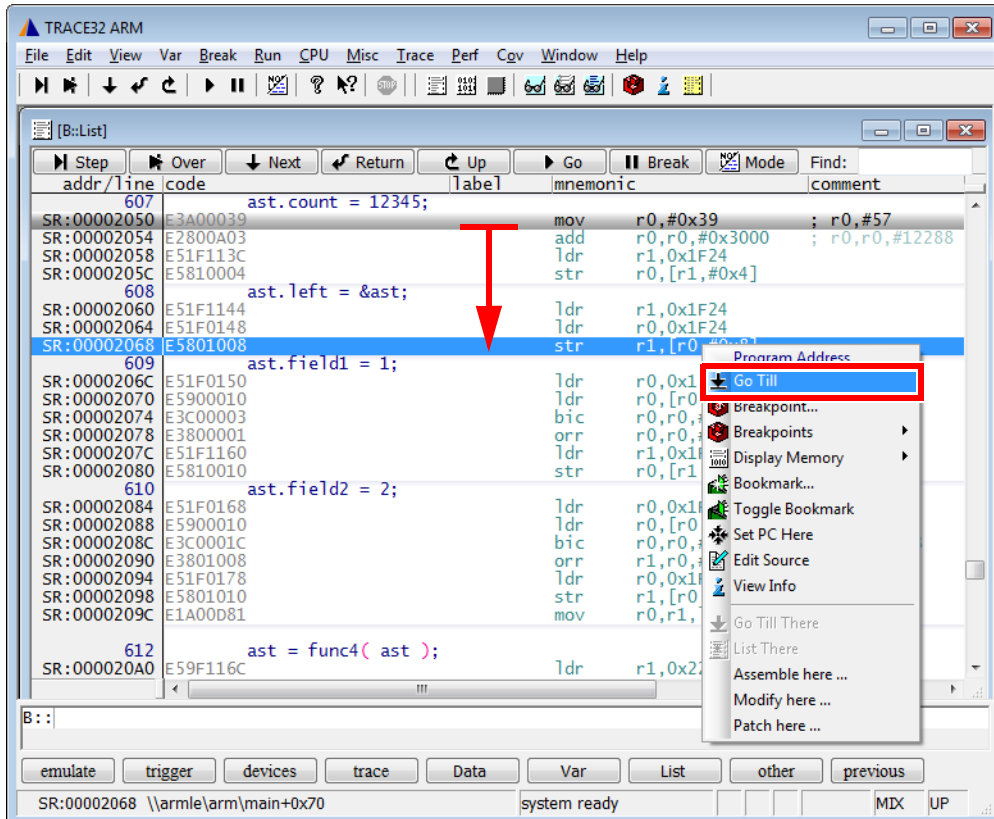 TRACE32 ARM
File Edit View Var Break Run CPU Misc Trace Perf Cov Window Help
[B::List]
Step Over Next Return Up Go Break Mode Find:
addr/line code label mnemonic comment
607 ast.count = 12345;
SR:00002050 E3A00039 mov r0,#0x39 ; r0,#57
SR:00002054 E2800A03 add r0,r0,#0x3000 ; r0,r0,#12288
SR:00002058 E51F113C ldr r1,0x1F24
SR:0000205C E5810004 str r0,[r1,#0x4]
608 ast.left = &ast;
SR:00002060 E51F1144 ldr r1,0x1F24
SR:00002064 E51F0148 ldr r0,0x1F24
SR:00002068 E5801008 str r1,[r0,#0x8]
Program Address
609 ast.field1 = 1;
SR:0000206C E51F0150 ldr r0,0x1
Go Till
SR:00002070 E5900010 ldr r0,[r0
Breakpoint...
SR:00002074 E3C00003 bic r0,r0,#
SR:00002078 E3800001 orr r0,r0,#
Breakpoints
SR:0000207C E51F1160 ldr r1,0x1F
Display Memory
SR:00002080 E5810010 str r0,[r1
610 ast.field2 = 2;
Bookmark...
SR:00002084 E51F0168 ldr r0,0x1F
Toggle Bookmark
SR:00002088 E5900010 ldr r0,[r0
Set PC Here
SR:0000208C E3C0001C bic r0,r0,#
SR:00002090 E3801008 orr r1,r0,#
Edit Source
SR:00002094 E51F0178 ldr r0,0x1F
View Info
SR:00002098 E5801010 str r1,[r0
SR:0000209C E1A00D81 mov r0,r1,
Go Till There
612 ast = func4( ast );
List There
SR:000020A0 E59F116C ldr r1,0x22
Assemble here ...
Modify here ...
Patch here ...
B::
emulate trigger devices trace Data Var List other previous
SR:00002068 \\armle\arm\main+0x70 system ready MIX UP